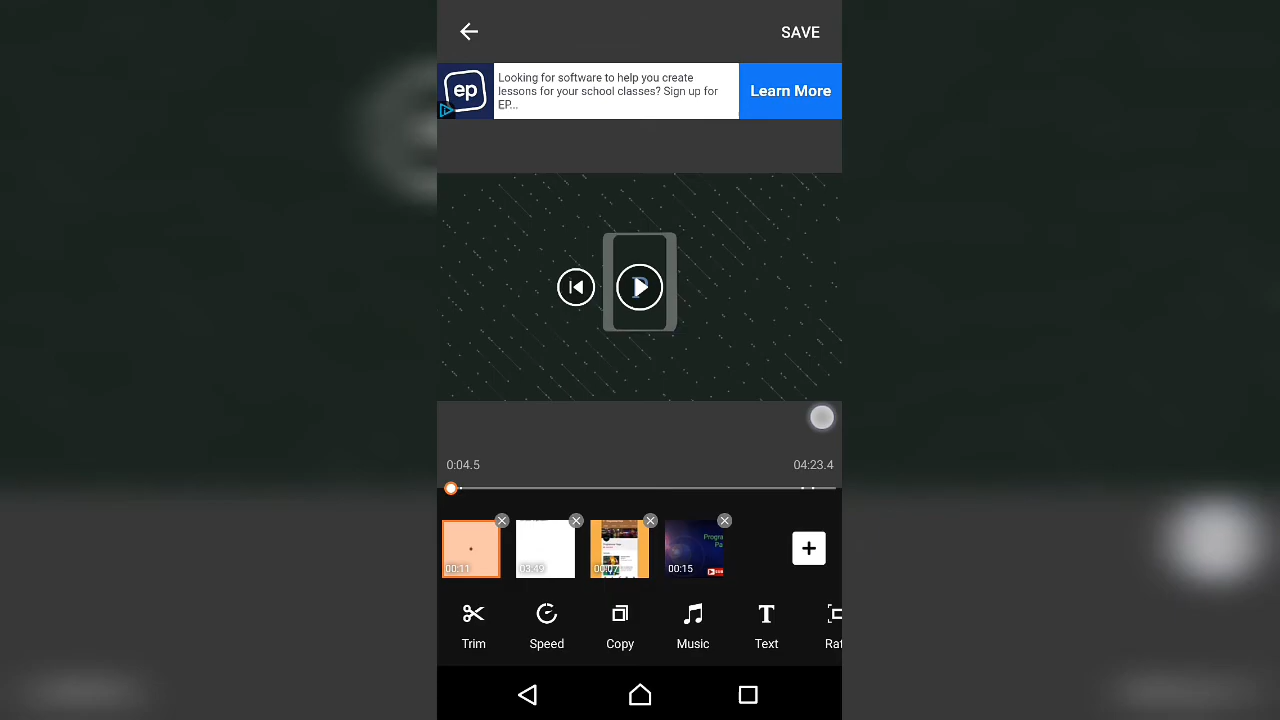 SAVE
ep
Looking for software to help you create
lessons for your school classes? Sign up for
EP...
Learn More
P
0:04.5
04:23.4
00:11
03:49
00:07
00:15
Progra
Pa
Trim
Speed
Copy
Music
T
Text
Rat